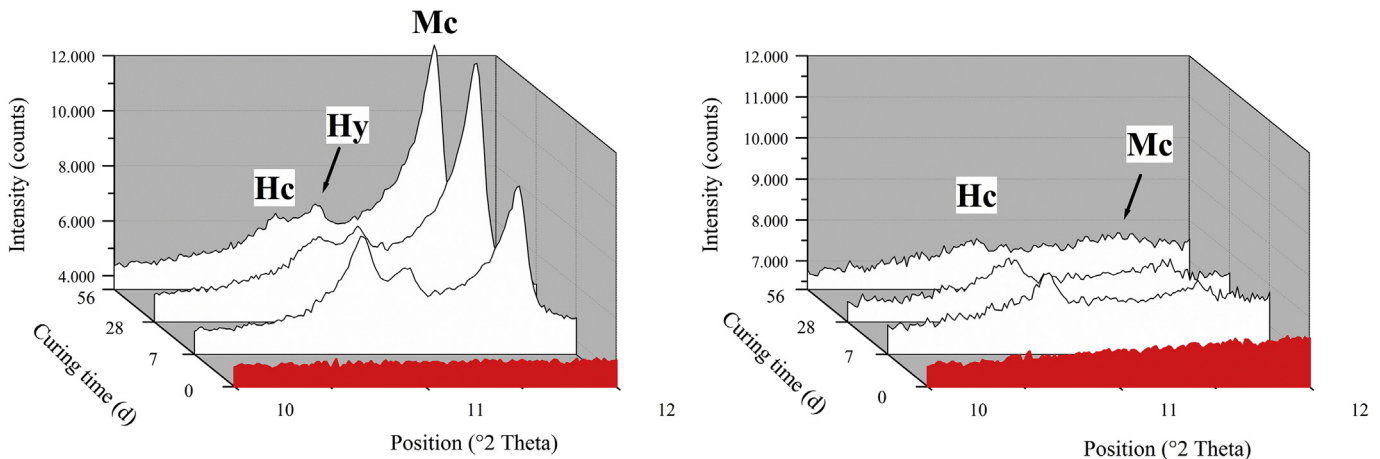 Mc
12.000
10.000
8.000
6.000
4.000
Intensity (counts)
Hy
Hc
56
28
7
0
Curing time (d)
10
11
12
Position (°2 Theta)
12.000
11.000
10.000
9.000
8.000
7.000
Intensity (counts)
Mc
Hc
56
28
7
0
Curing time (d)
10
11
12
Position (°2 Theta)